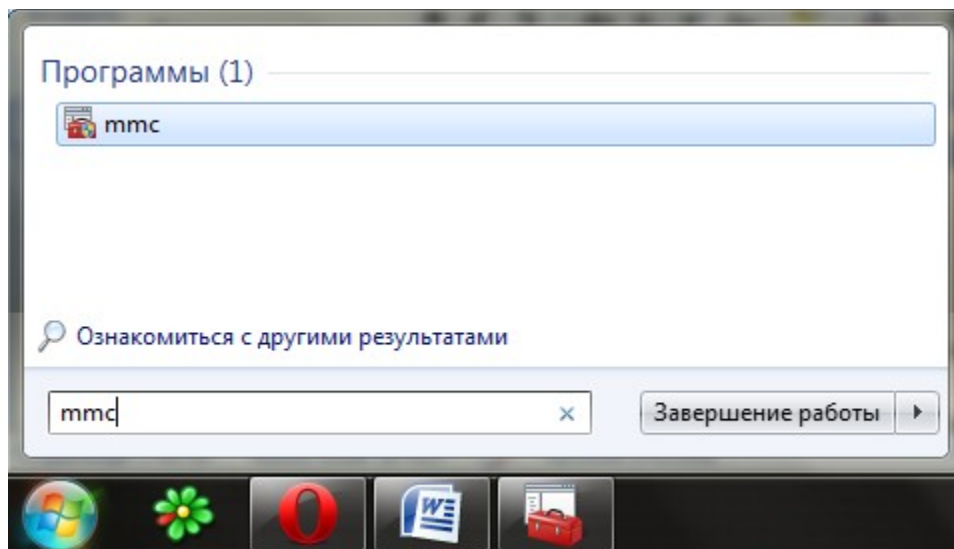 Программы (1)
mmc
Ознакомиться с другими результатами
mmc
Завершение работы
W